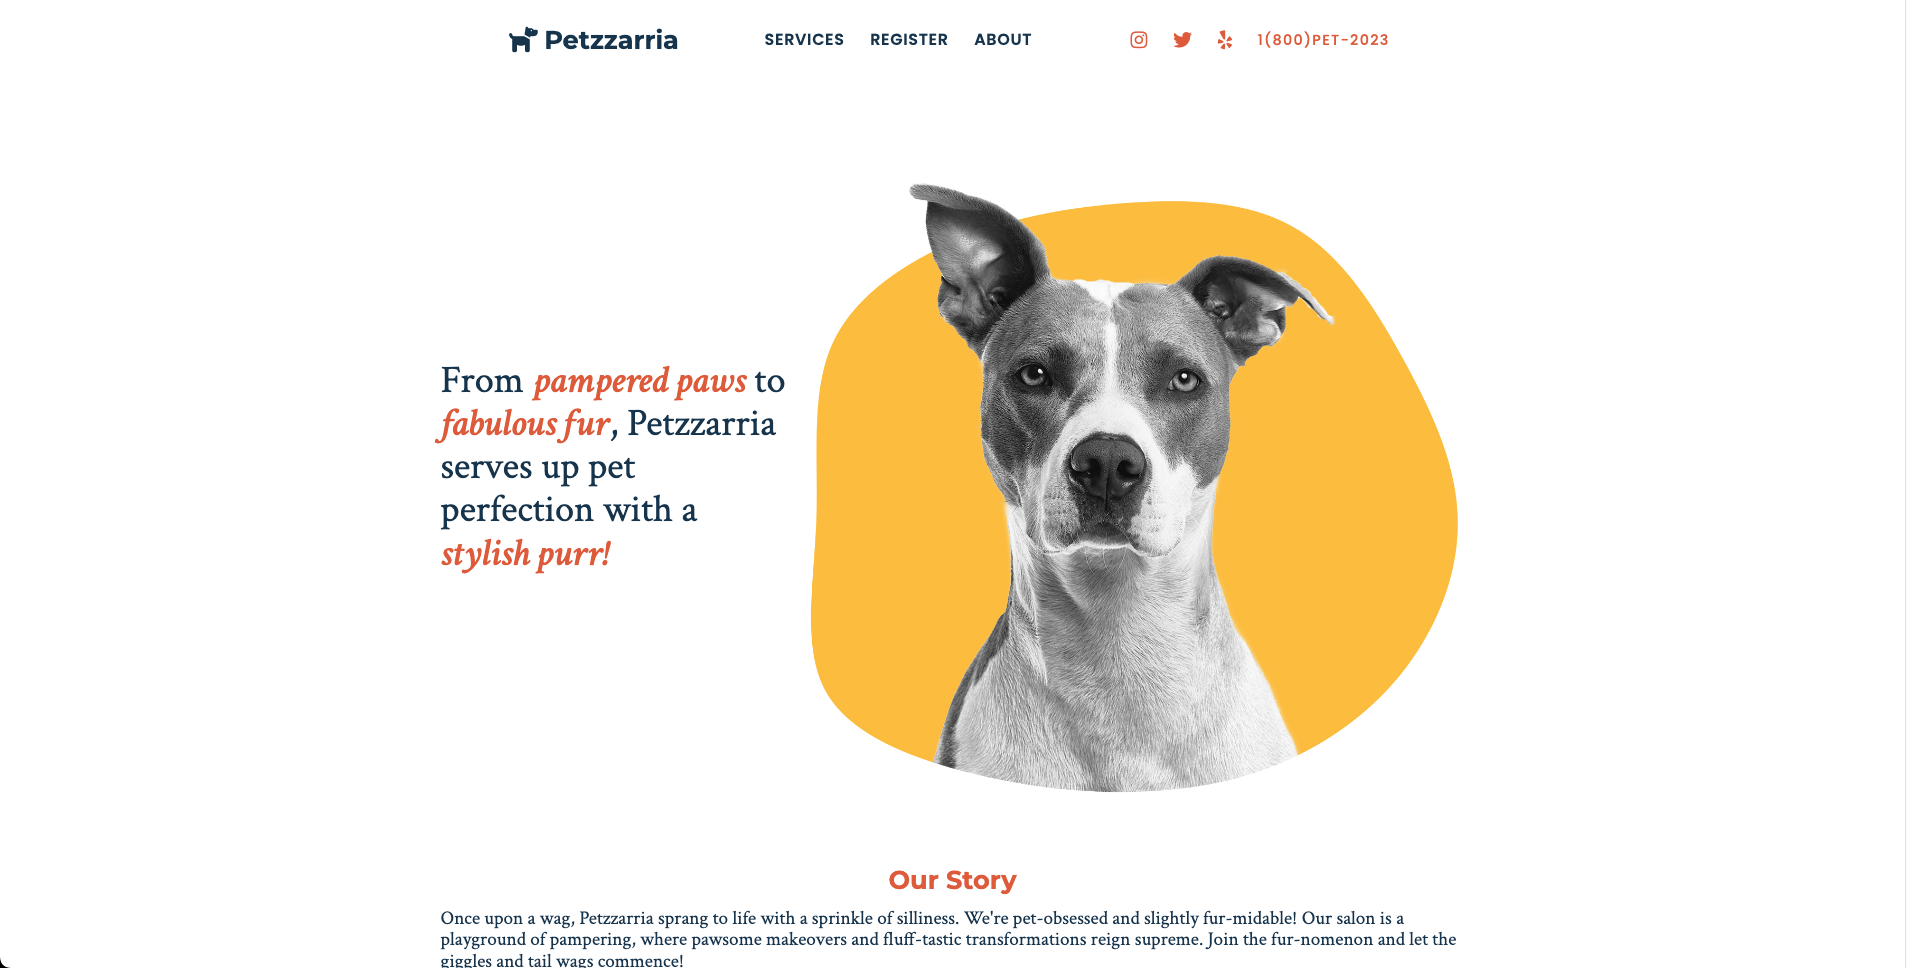 Petzzarria SERVICES REGISTER ABOUT 1(800)PET-2023
From pampered paws to
fabulous fur, Petzzarria
serves up pet
perfection with a
stylish purr!
Our Story
Once upon a wag, Petzzarria sprang to life with a sprinkle of silliness. We're pet-obsessed and slightly fur-midable! Our salon is a
playground of pampering, where pawsome makeovers and fluff-tastic transformations reign supreme. Join the fur-nomenon and let the
giggles and tail wags commence!